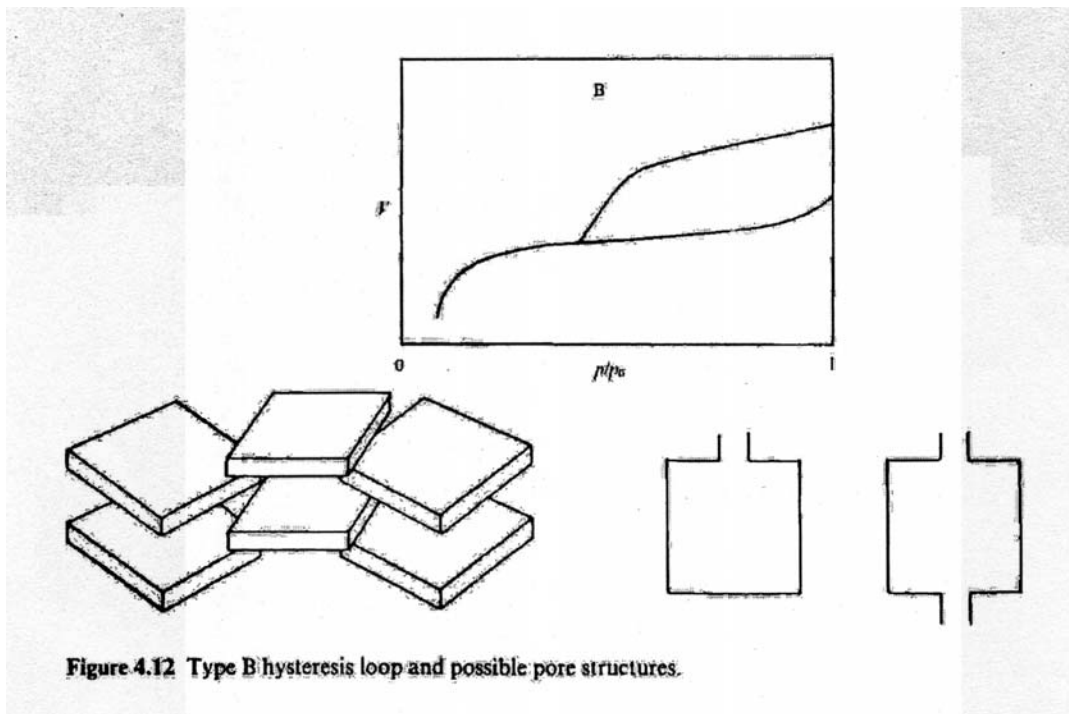 B
V
0
p/p₀
1
Figure 4.12 Type B hysteresis loop and possible pore structures.